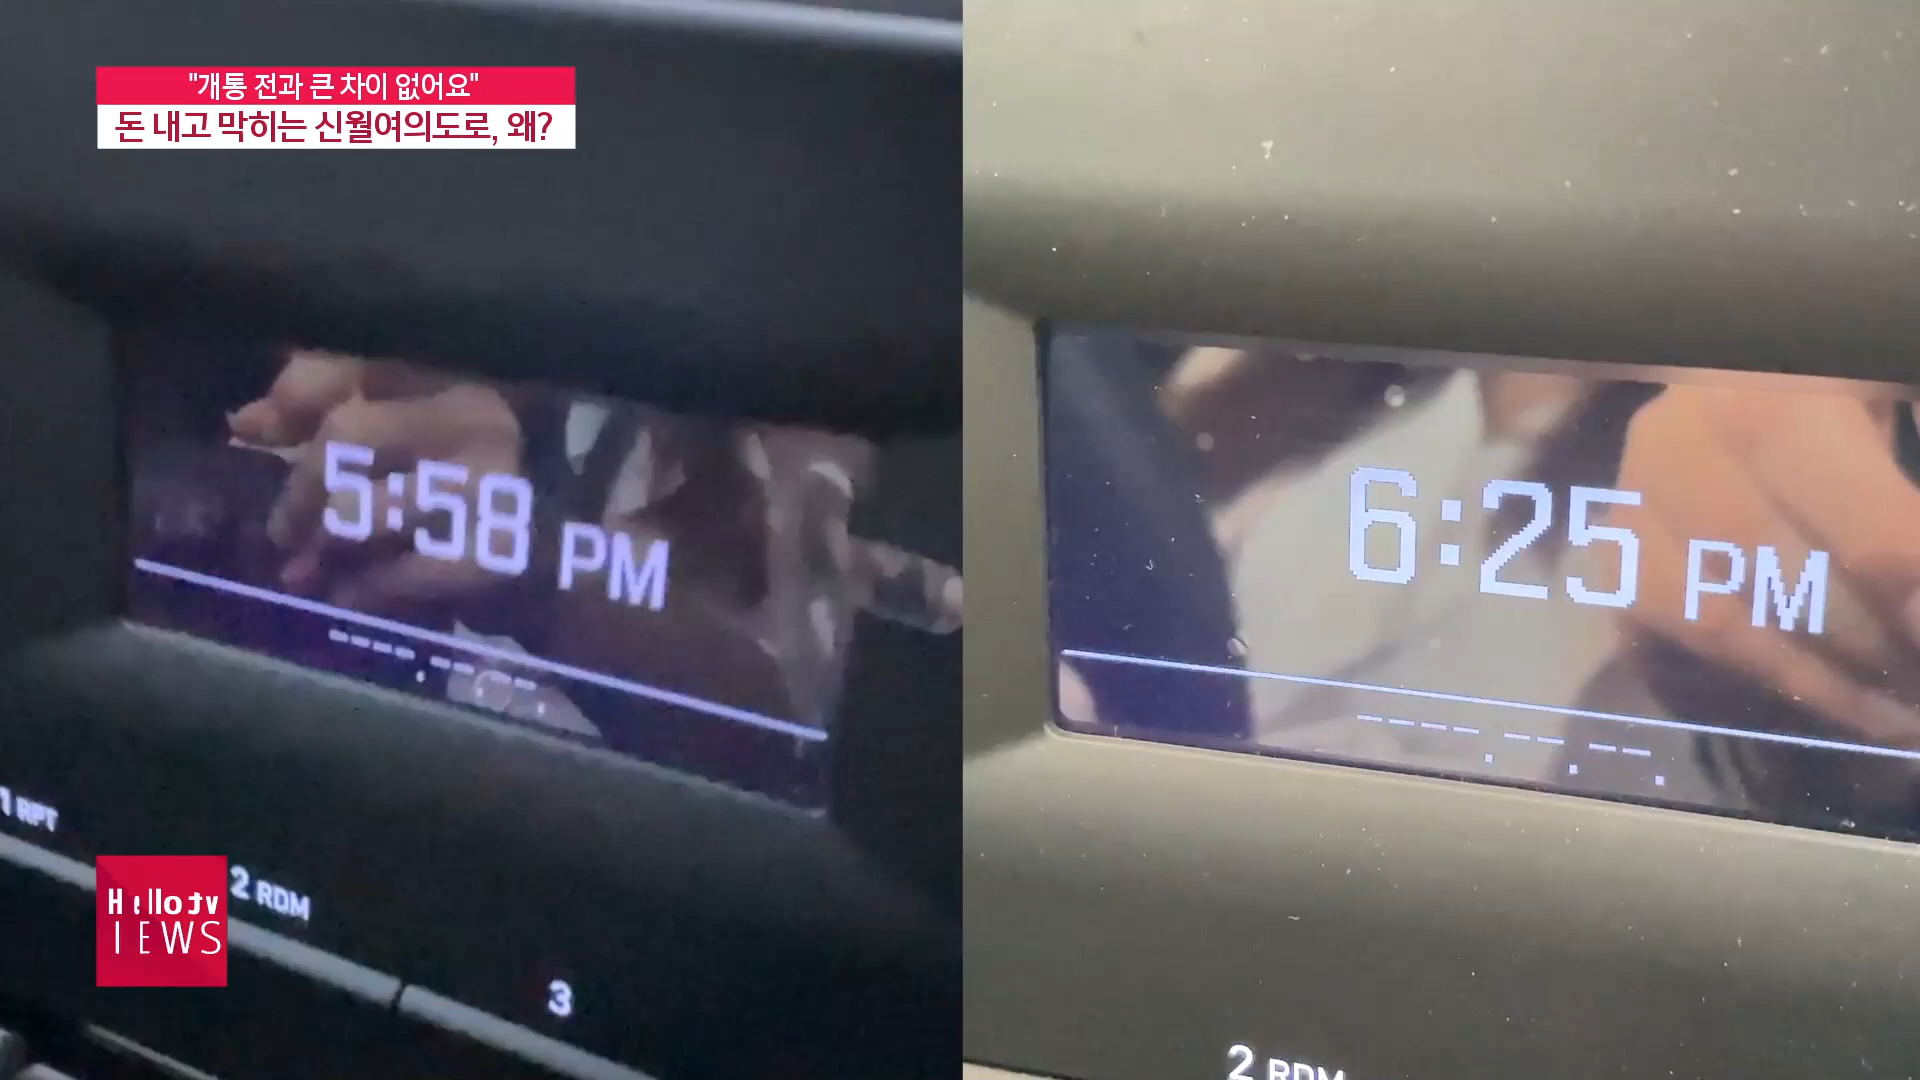 "개통 전과 큰 차이 없어요"
돈 내고 막히는 신월여의도로, 왜?
5:58 PM
6:25 PM
1 RPT
2 RDM
3
2 RDM
Hello tv
NEWS